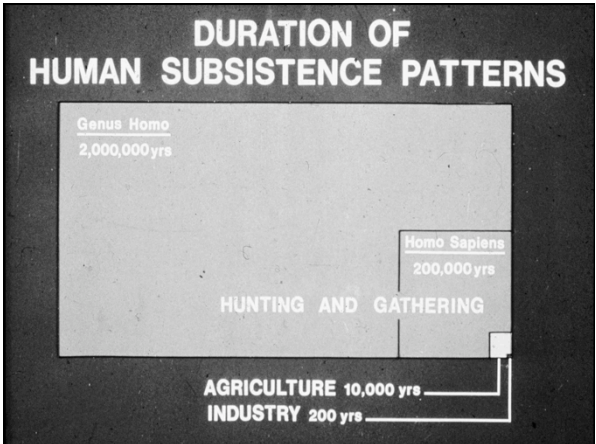 DURATION OF
HUMAN SUBSISTENCE PATTERNS
Genus Homo
2,000,000 yrs
Homo Sapiens
200,000 yrs
HUNTING AND GATHERING
AGRICULTURE 10,000 yrs
INDUSTRY 200 yrs